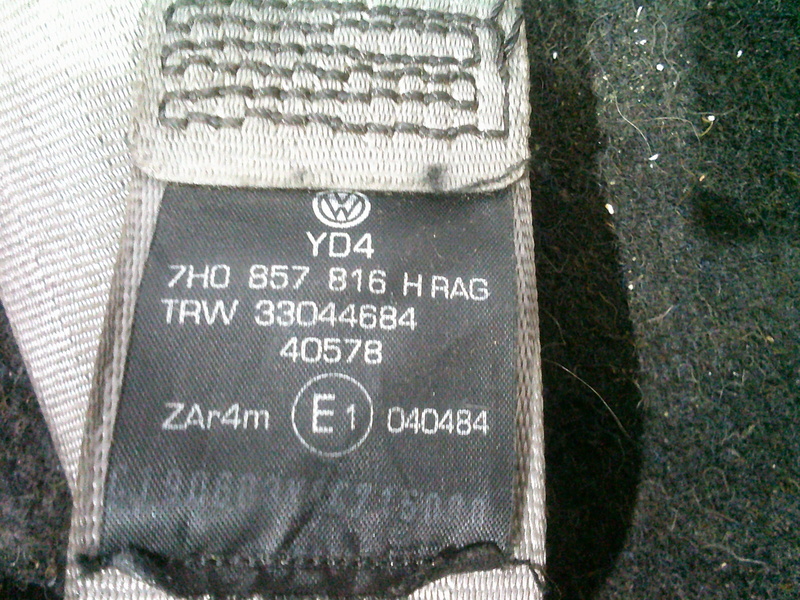 YD4
7H0 857 816 H RAG
TRW 33044684
40578
ZAr4m E1 040484